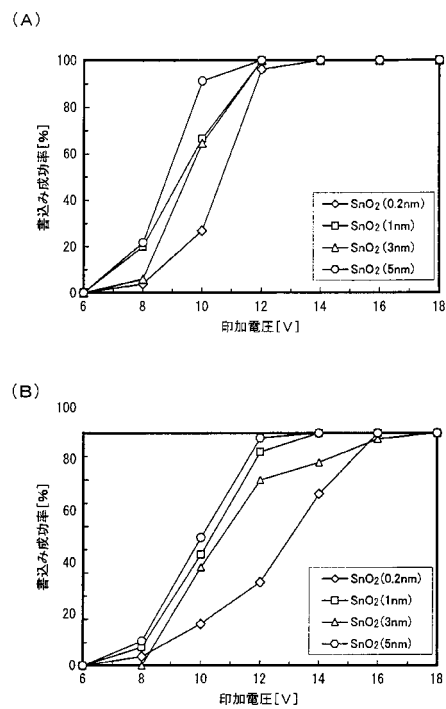 (A)
100
80
60
40
20
0
書込み成功率[%]
SnO2(0.2nm)
SnO2(1nm)
SnO2(3nm)
SnO2(5nm)
6 8 10 12 14 16 18
印加電圧[V]
(B)
100
80
60
40
20
0
書込み成功率[%]
SnO2(0.2nm)
SnO2(1nm)
SnO2(3nm)
SnO2(5nm)
6 8 10 12 14 16 18
印加電圧[V]